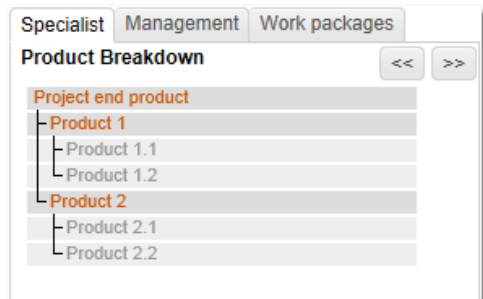 Specialist Management Work packages
Product Breakdown << >>
Project end product
Product 1
Product 1.1
Product 1.2
Product 2
Product 2.1
Product 2.2